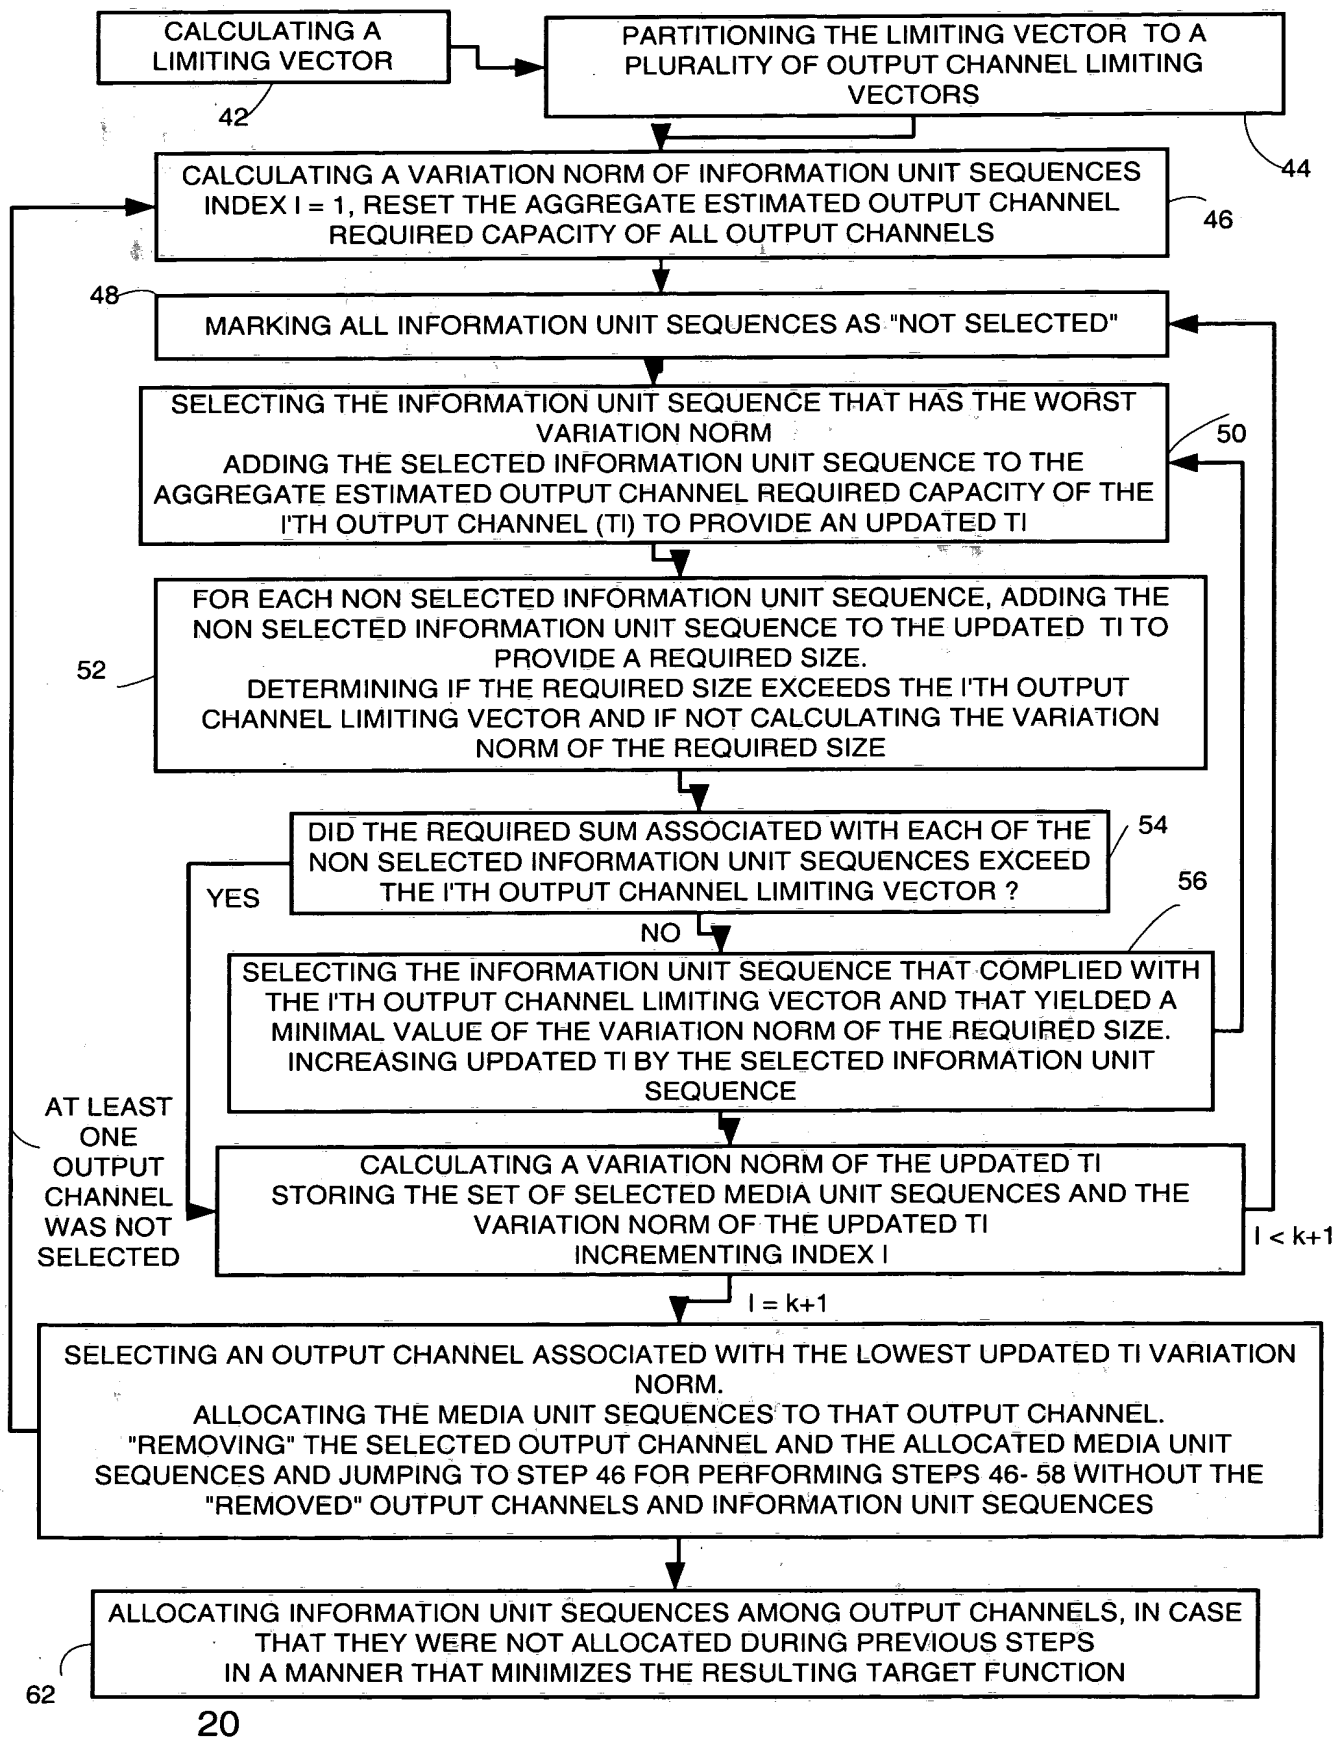 CALCULATING A
LIMITING VECTOR
42
PARTITIONING THE LIMITING VECTOR TO A
PLURALITY OF OUTPUT CHANNEL LIMITING
VECTORS
44
CALCULATING A VARIATION NORM OF INFORMATION UNIT SEQUENCES
INDEX I = 1, RESET THE AGGREGATE ESTIMATED OUTPUT CHANNEL
REQUIRED CAPACITY OF ALL OUTPUT CHANNELS
46
48
MARKING ALL INFORMATION UNIT SEQUENCES AS "NOT SELECTED"
SELECTING THE INFORMATION UNIT SEQUENCE THAT HAS THE WORST
VARIATION NORM
ADDING THE SELECTED INFORMATION UNIT SEQUENCE TO THE
AGGREGATE ESTIMATED OUTPUT CHANNEL REQUIRED CAPACITY OF THE
I'TH OUTPUT CHANNEL (TI) TO PROVIDE AN UPDATED TI
50
FOR EACH NON SELECTED INFORMATION UNIT SEQUENCE, ADDING THE
NON SELECTED INFORMATION UNIT SEQUENCE TO THE UPDATED TI TO
PROVIDE A REQUIRED SIZE.
DETERMINING IF THE REQUIRED SIZE EXCEEDS THE I'TH OUTPUT
CHANNEL LIMITING VECTOR AND IF NOT CALCULATING THE VARIATION
NORM OF THE REQUIRED SIZE
52
DID THE REQUIRED SUM ASSOCIATED WITH EACH OF THE
NON SELECTED INFORMATION UNIT SEQUENCES EXCEED
THE I'TH OUTPUT CHANNEL LIMITING VECTOR ?
54
YES
NO
56
SELECTING THE INFORMATION UNIT SEQUENCE THAT COMPLIED WITH
THE I'TH OUTPUT CHANNEL LIMITING VECTOR AND THAT YIELDED A
MINIMAL VALUE OF THE VARIATION NORM OF THE REQUIRED SIZE.
INCREASING UPDATED TI BY THE SELECTED INFORMATION UNIT
SEQUENCE
AT LEAST
ONE
OUTPUT
CHANNEL
WAS NOT
SELECTED
CALCULATING A VARIATION NORM OF THE UPDATED TI
STORING THE SET OF SELECTED MEDIA UNIT SEQUENCES AND THE
VARIATION NORM OF THE UPDATED TI
INCREMENTING INDEX I
I < k+1
I = k+1
SELECTING AN OUTPUT CHANNEL ASSOCIATED WITH THE LOWEST UPDATED TI VARIATION
NORM.
ALLOCATING THE MEDIA UNIT SEQUENCES TO THAT OUTPUT CHANNEL.
"REMOVING" THE SELECTED OUTPUT CHANNEL AND THE ALLOCATED MEDIA UNIT
SEQUENCES AND JUMPING TO STEP 46 FOR PERFORMING STEPS 46- 58 WITHOUT THE
"REMOVED" OUTPUT CHANNELS AND INFORMATION UNIT SEQUENCES
ALLOCATING INFORMATION UNIT SEQUENCES AMONG OUTPUT CHANNELS, IN CASE
THAT THEY WERE NOT ALLOCATED DURING PREVIOUS STEPS
IN A MANNER THAT MINIMIZES THE RESULTING TARGET FUNCTION
62
20